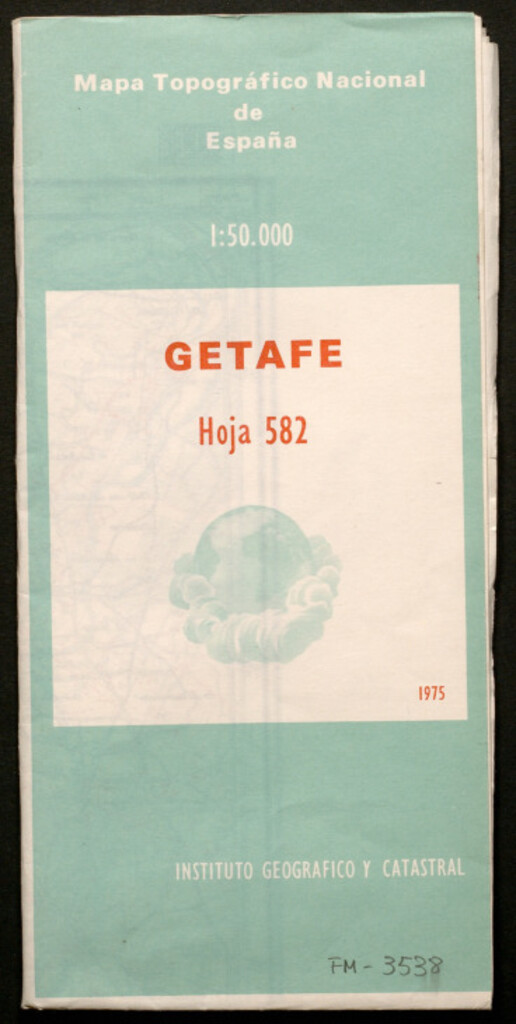 Mapa Topográfico Nacional
de
España
1:50.000
GETAFE
Hoja 582
1975
INSTITUTO GEOGRAFICO Y CATASTRAL
FM - 3538